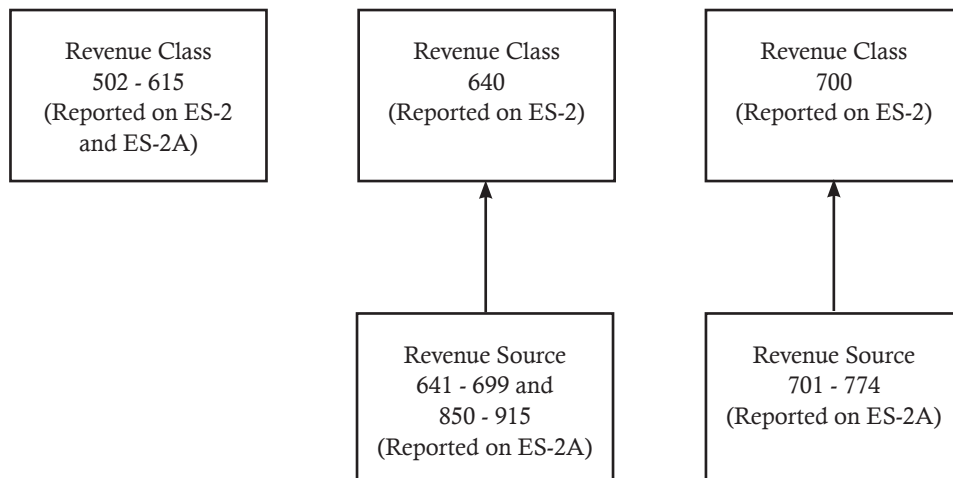 Revenue Class
502 - 615
(Reported on ES-2
and ES-2A)
Revenue Class
640
(Reported on ES-2)
Revenue Class
700
(Reported on ES-2)
Revenue Source
641 - 699 and
850 - 915
(Reported on ES-2A)
Revenue Source
701 - 774
(Reported on ES-2A)